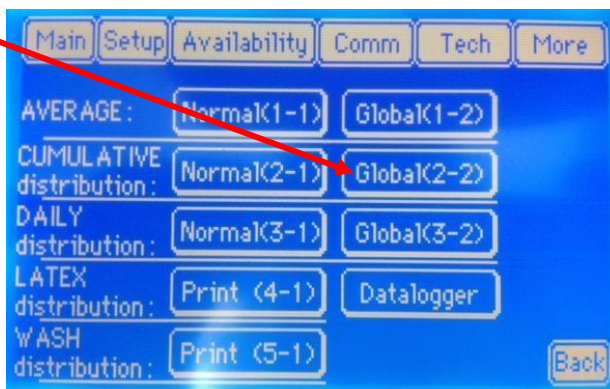 Main Setup Availability Comm Tech More
AVERAGE: Normal(1-1) Global(1-2)
CUMULATIVE
distribution: Normal(2-1) Global(2-2)
DAILY
distribution: Normal(3-1) Global(3-2)
LATEX
distribution: Print (4-1) Datalogger
WASH
distribution: Print (5-1)
Back